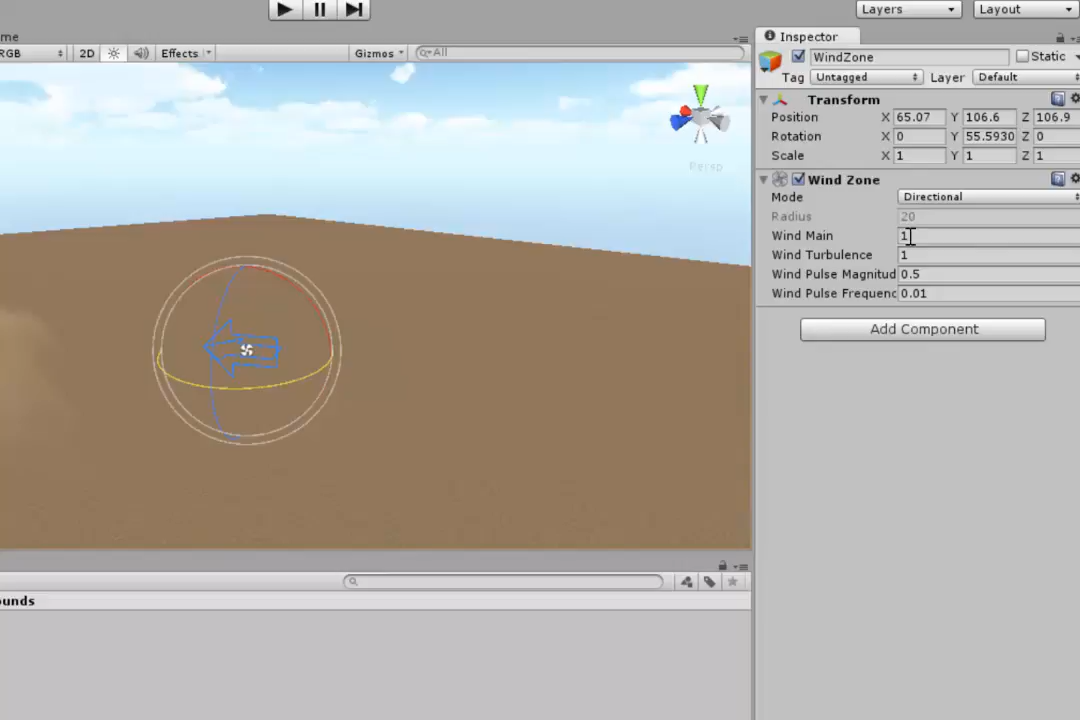 Layers
Layout
me
RGB
2D
Effects
Gizmos
All
Persp
ounds
Inspector
WindZone
Static
Tag Untagged Layer Default
Transform
Position X 65.07 Y 106.6 Z 106.9
Rotation X 0 Y 55.5930 Z 0
Scale X 1 Y 1 Z 1
Wind Zone
Mode Directional
Radius 20
Wind Main 1
Wind Turbulence 1
Wind Pulse Magnitud 0.5
Wind Pulse Frequenc 0.01
Add Component